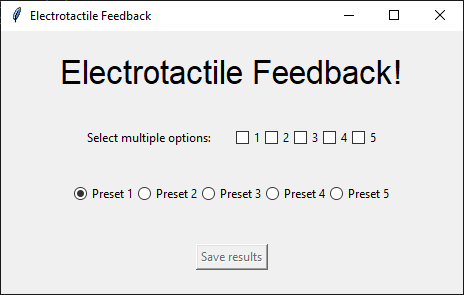 Electrotactile Feedback
Electrotactile Feedback!
Select multiple options: 1 2 3 4 5
Preset 1 Preset 2 Preset 3 Preset 4 Preset 5
Save results